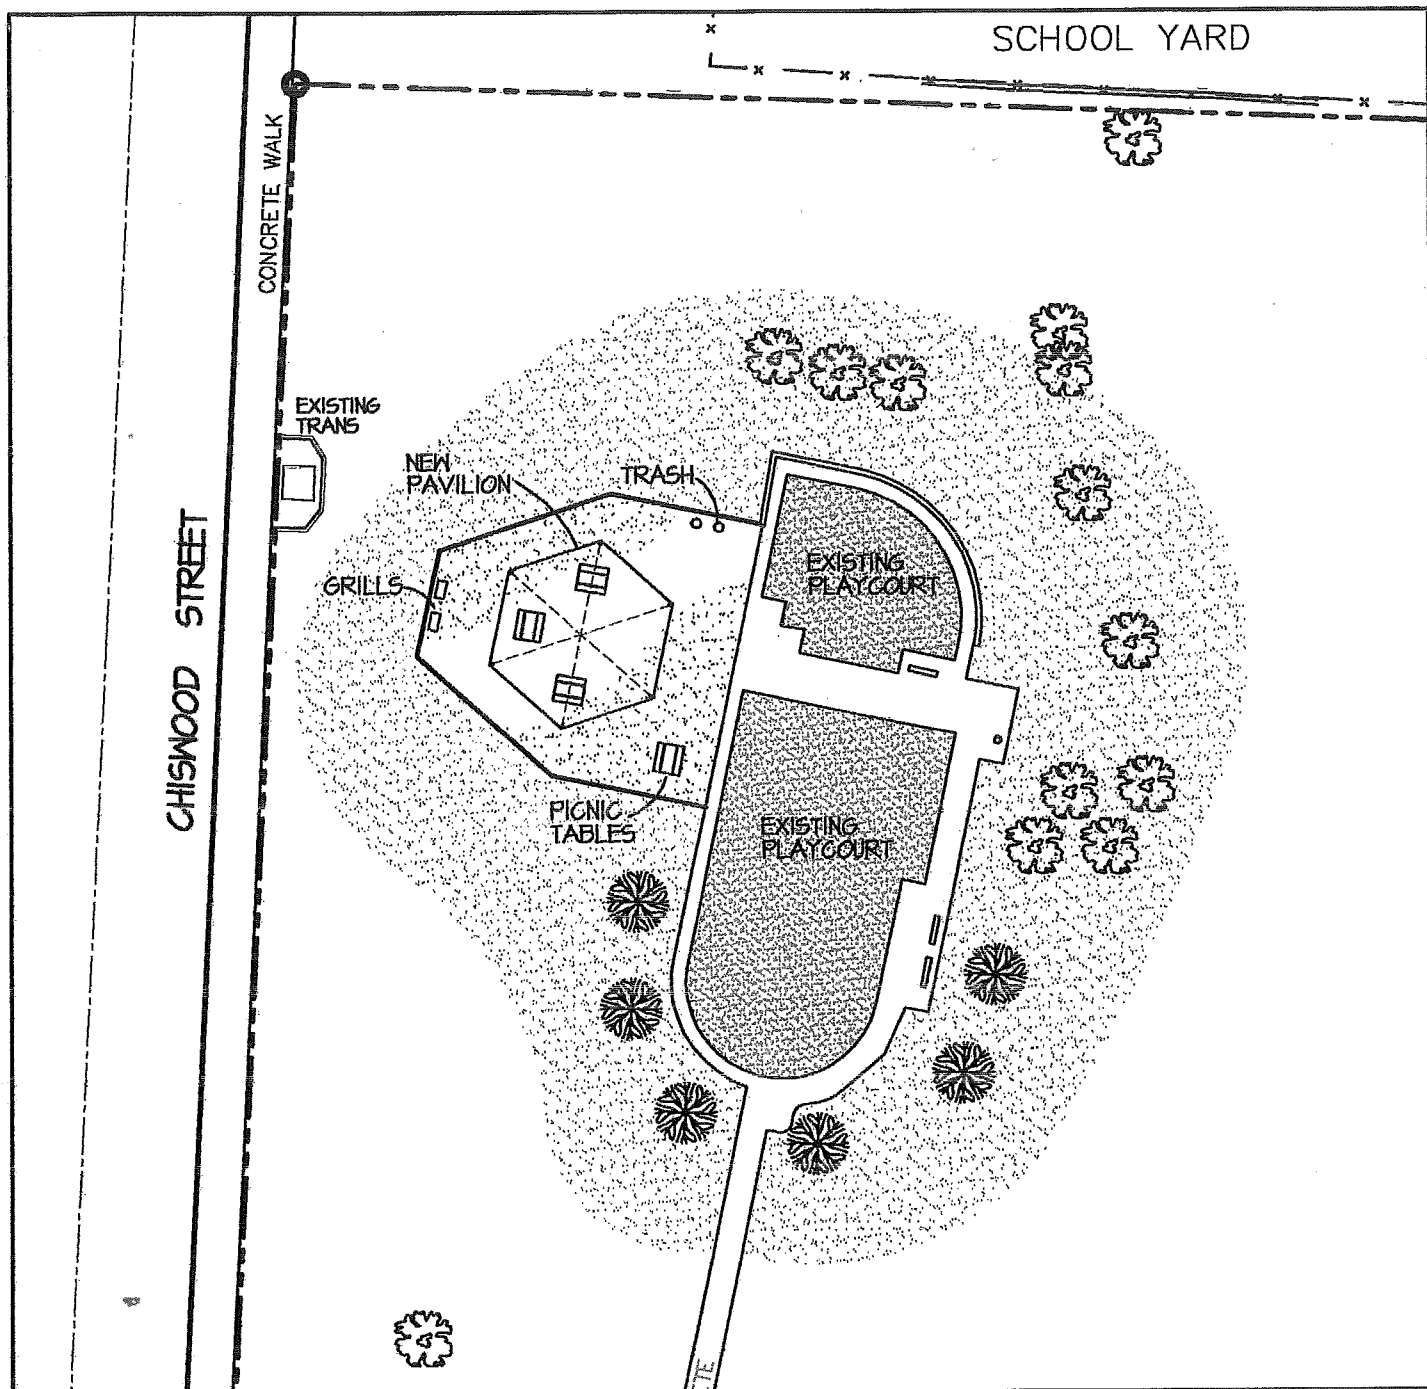 SCHOOL YARD
CONCRETE WALK
EXISTING
TRANS
NEW
PAVILION
TRASH
GRILLS
EXISTING
PLAYCOURT
CHISWOOD STREET
PICNIC
TABLES
EXISTING
PLAYCOURT